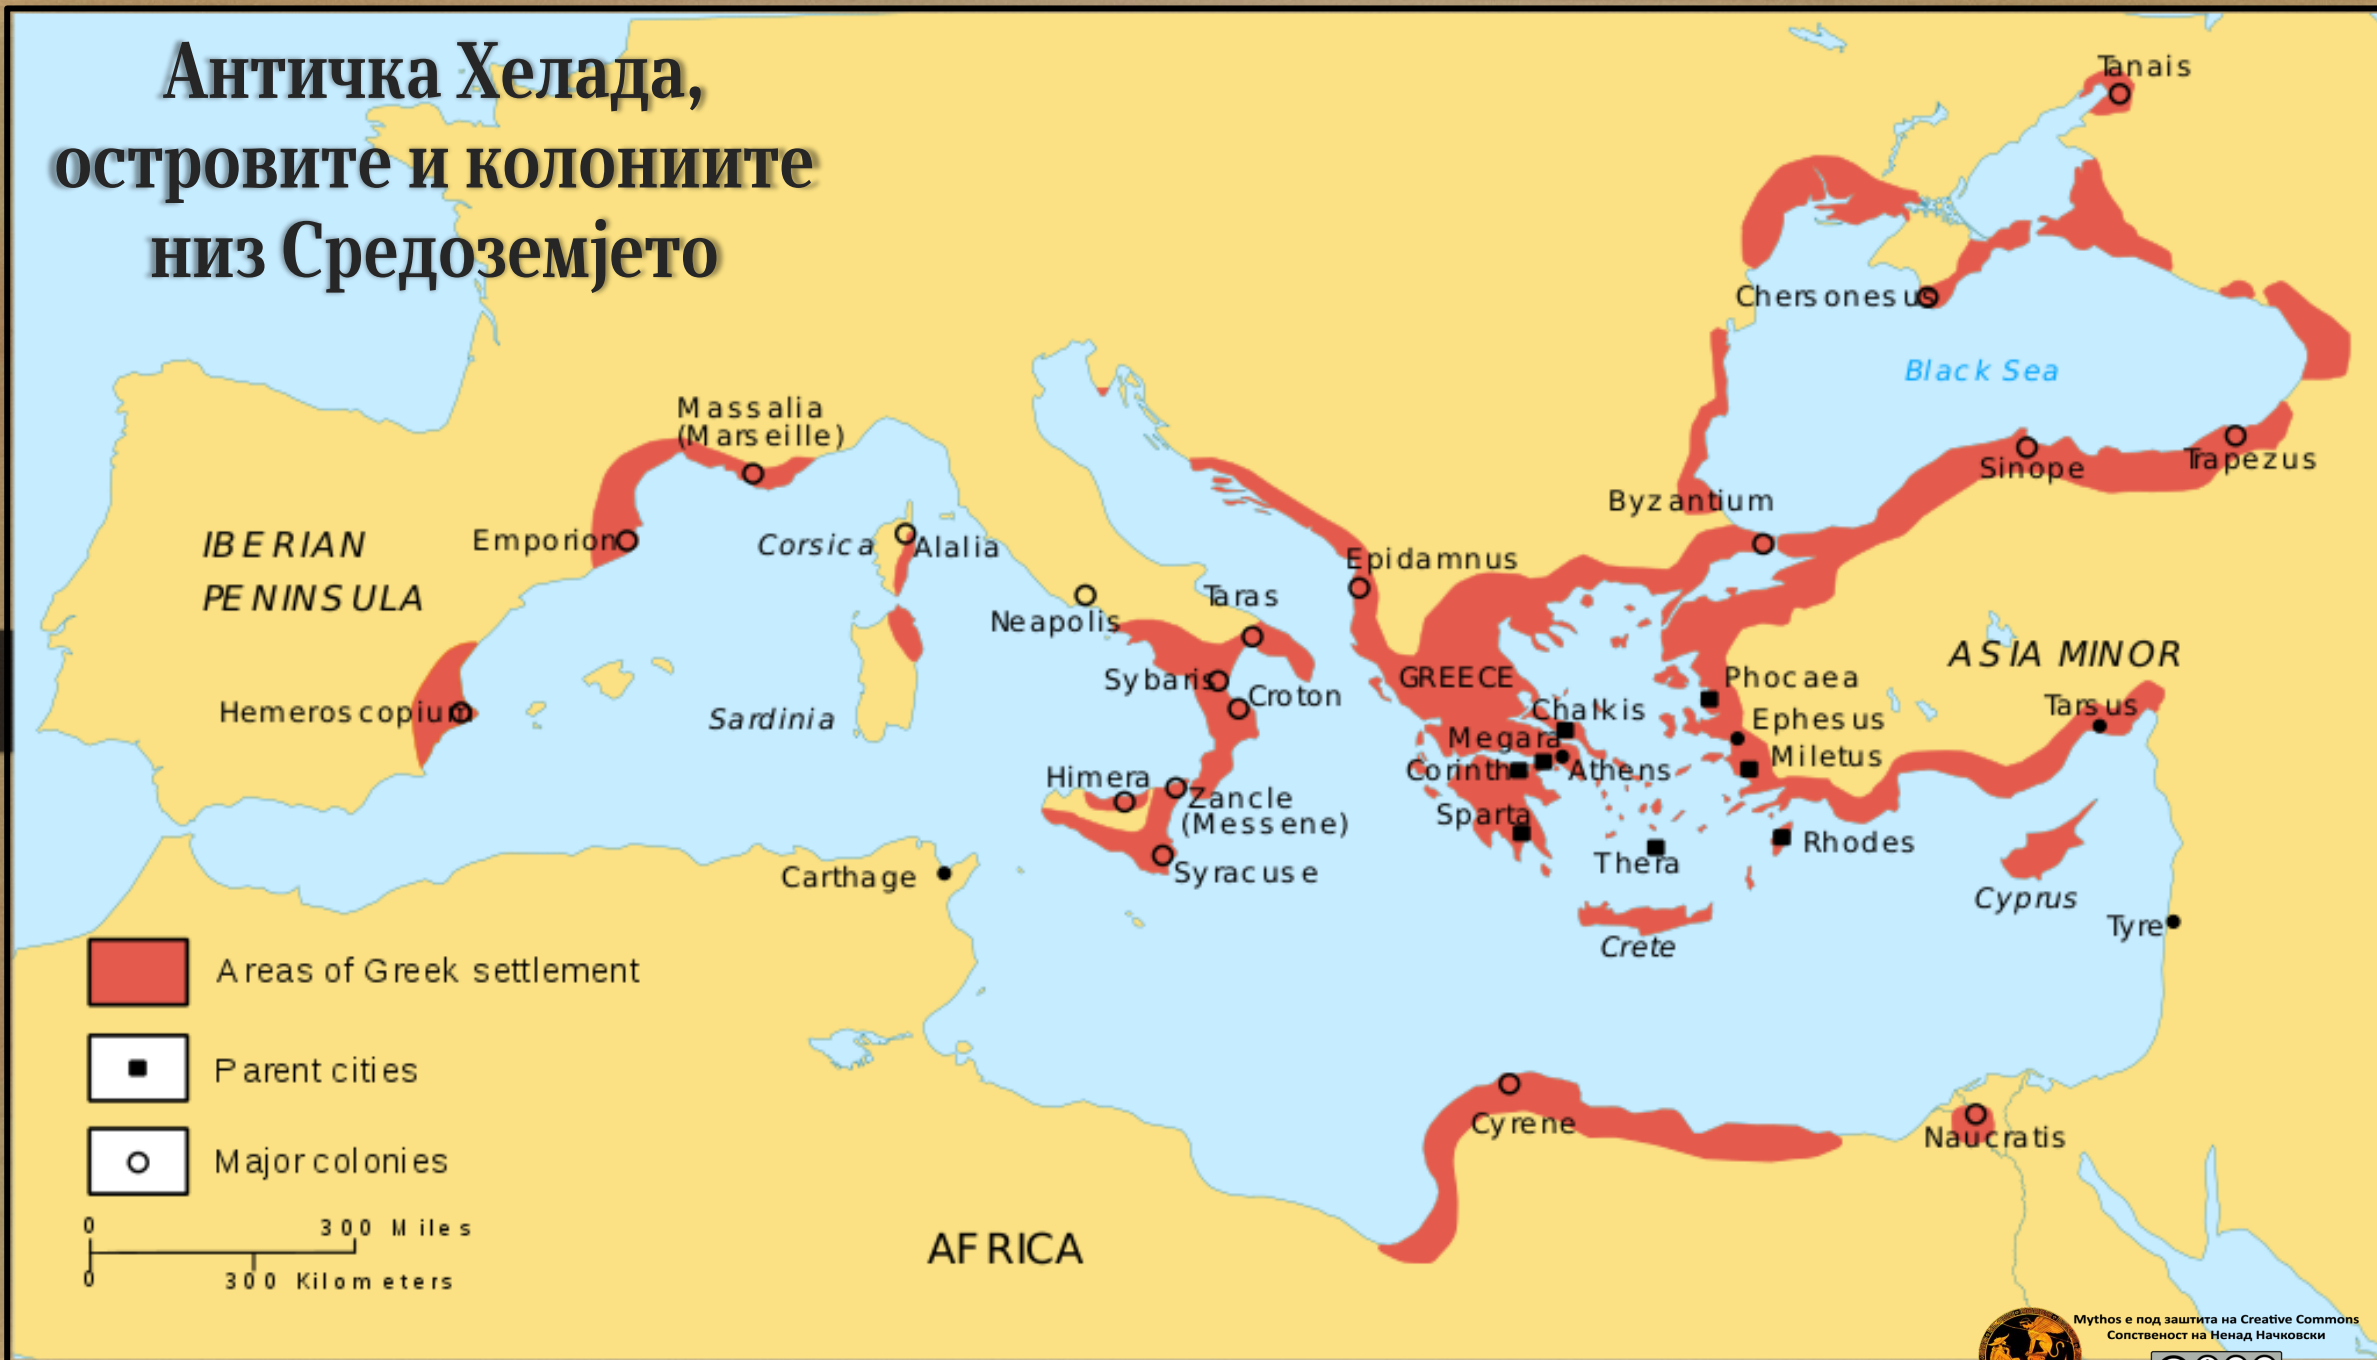 Античка Хелада,
островите и колониите
низ Средоземјето
Tanais
Chersonesus
Black Sea
Massalia
(Marseille)
Sinope
Trapezus
Byzantium
IBERIAN
PENINSULA
Emporion
Corsica
Alalia
Epidamnus
Neapolis
Taras
ASIA MINOR
GREECE
Phocaea
Sybaris
Croton
Chalkis
Tarsus
Hemeroscopium
Sardinia
Ephesus
Megara
Miletus
Himera
Corinth
Athens
Zancle
(Messene)
Sparta
Rhodes
Thera
Carthage
Syracuse
Cyprus
Tyre
Crete
Areas of Greek settlement
Parent cities
Major colonies
Cyrene
Naucratis
0 300 Miles
0 300 Kilometers
AFRICA
Mythos е под заштита на Creative Commons
Сопственост на Ненад Начковски